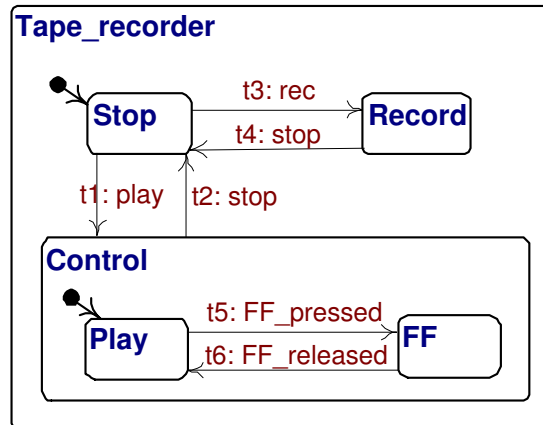 Tape_recorder
t3: rec
Stop
Record
t4: stop
t1: play
t2: stop
Control
t5: FF_pressed
Play
FF
t6: FF_released